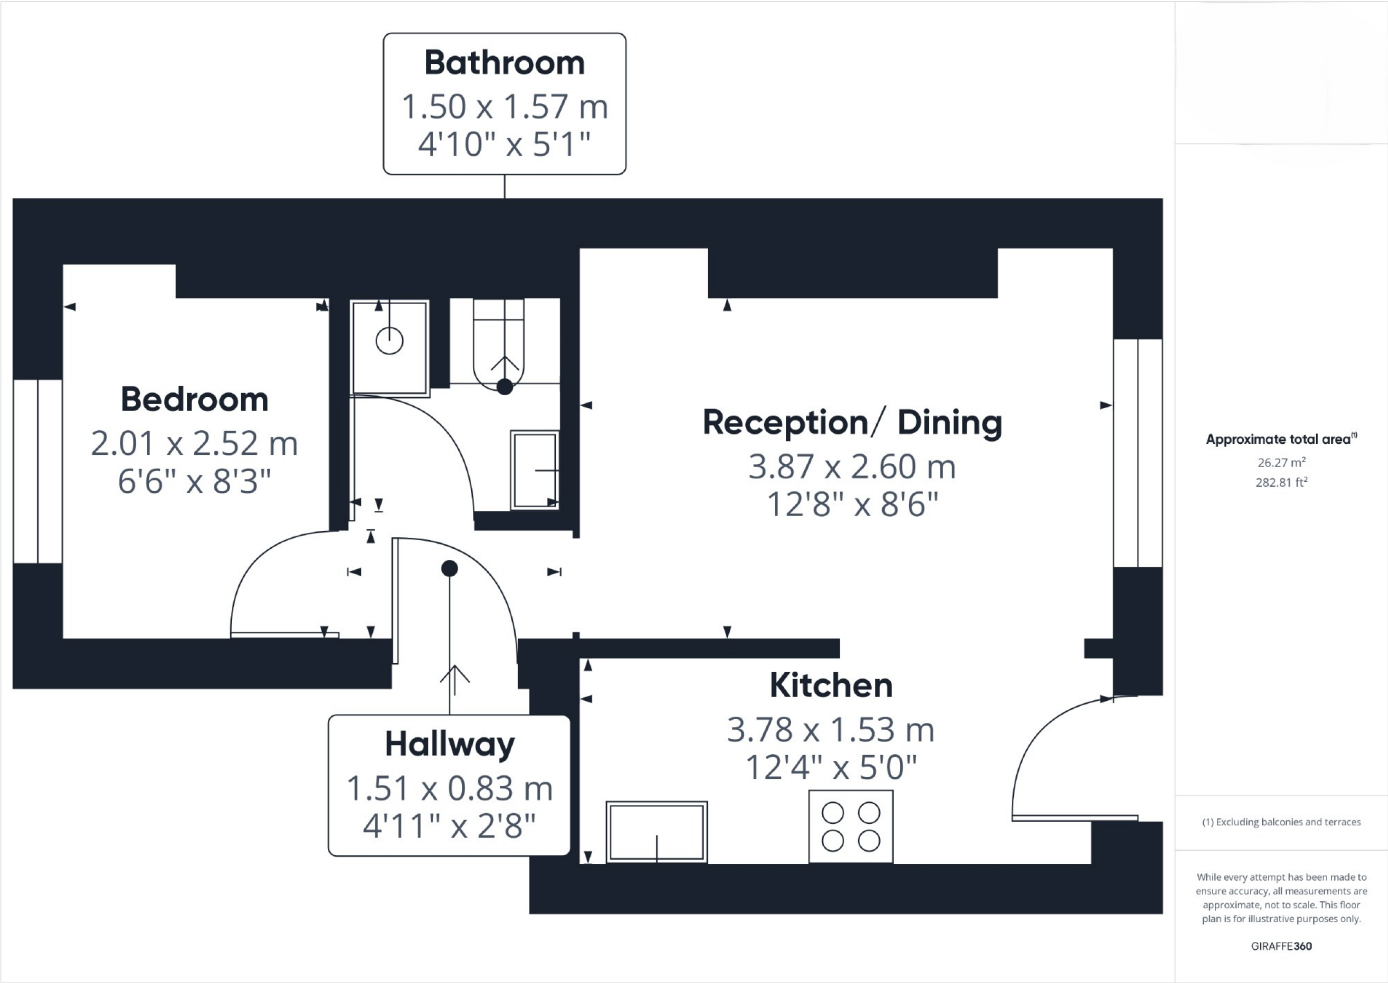 Bathroom
1.50 x 1.57 m
4'10" x 5'1"
Bedroom
2.01 x 2.52 m
6'6" x 8'3"
Reception/ Dining
3.87 x 2.60 m
12'8" x 8'6"
Kitchen
3.78 x 1.53 m
12'4" x 5'0"
Hallway
1.51 x 0.83 m
4'11" x 2'8"
Approximate total area(1)
26.27 m²
282.81 ft²
(1) Excluding balconies and terraces
While every attempt has been made to
ensure accuracy, all measurements are
approximate, not to scale. This floor
plan is for illustrative purposes only.
GIRAFFE360